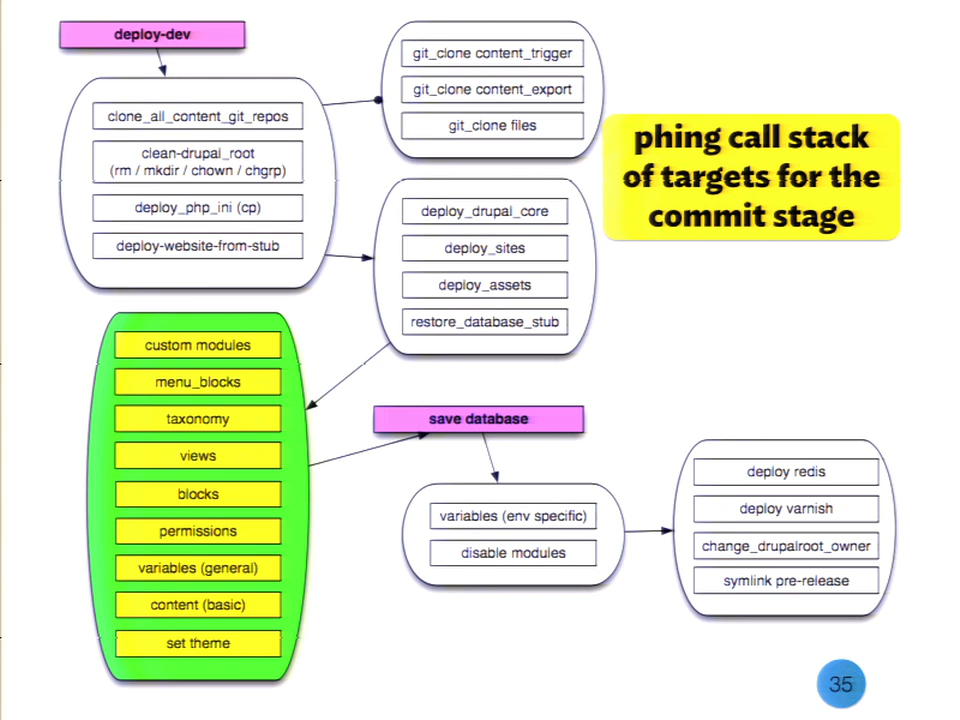 deploy-dev
clone_all_content_git_repos
clean-drupal_root
(rm / mkdir / chown / chgrp)
deploy_php_ini (cp)
deploy-website-from-stub
git_clone content_trigger
git_clone content_export
git_clone files
phing call stack
of targets for the
commit stage
deploy_drupal_core
deploy_sites
deploy_assets
restore_database_stub
custom modules
menu_blocks
taxonomy
views
blocks
permissions
variables (general)
content (basic)
set theme
save database
variables (env specific)
disable modules
deploy redis
deploy varnish
change_drupalroot_owner
symlink pre-release
35